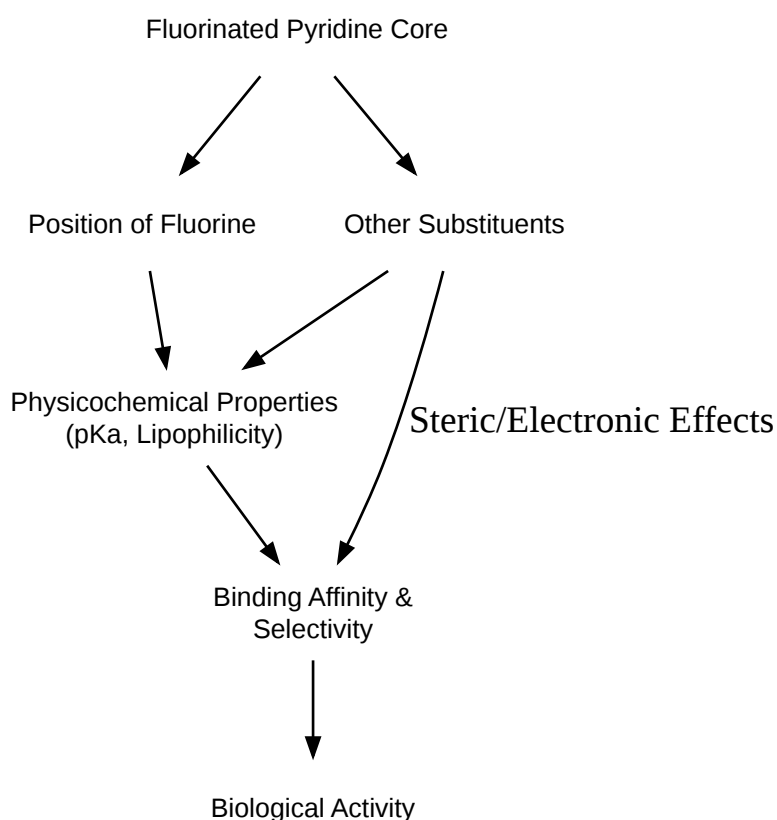 Fluorinated Pyridine Core
Position of Fluorine
Other Substituents
Physicochemical Properties
(pKa, Lipophilicity)
Steric/Electronic Effects
Binding Affinity &
Selectivity
Biological Activity